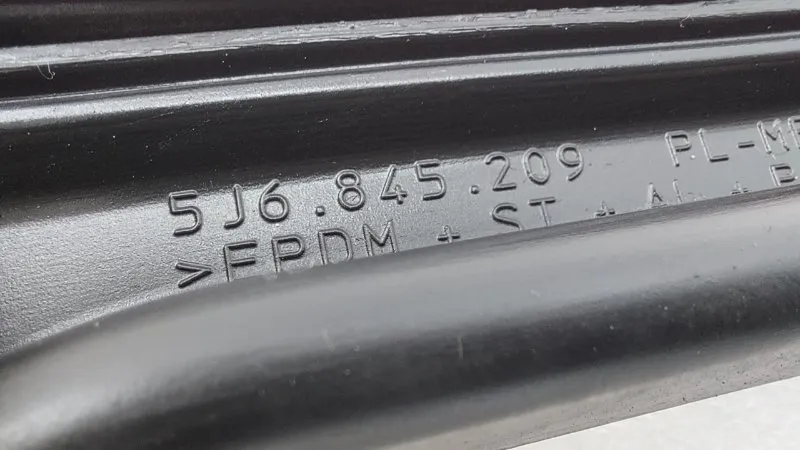 5J6.845.209 PL-M
>EPDM + ST + AL +